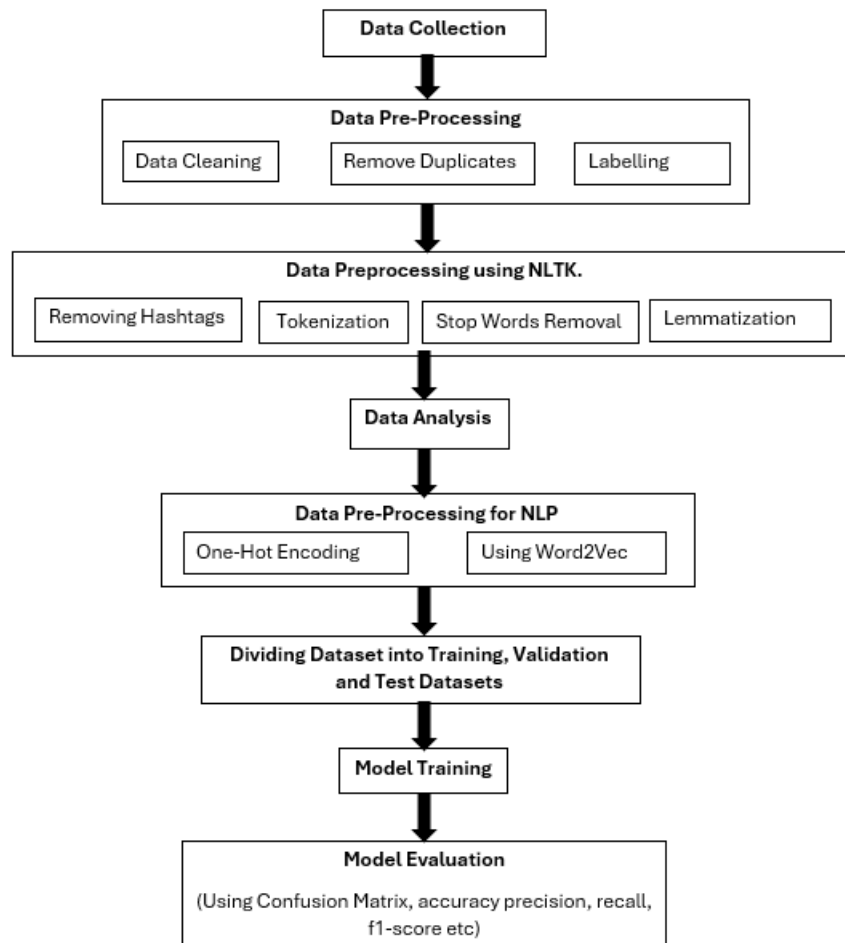 Data Collection
Data Pre-Processing
Data Cleaning
Remove Duplicates
Labelling
Data Preprocessing using NLTK.
Removing Hashtags
Tokenization
Stop Words Removal
Lemmatization
Data Analysis
Data Pre-Processing for NLP
One-Hot Encoding
Using Word2Vec
Dividing Dataset into Training, Validation
and Test Datasets
Model Training
Model Evaluation
(Using Confusion Matrix, accuracy precision, recall,
f1-score etc)